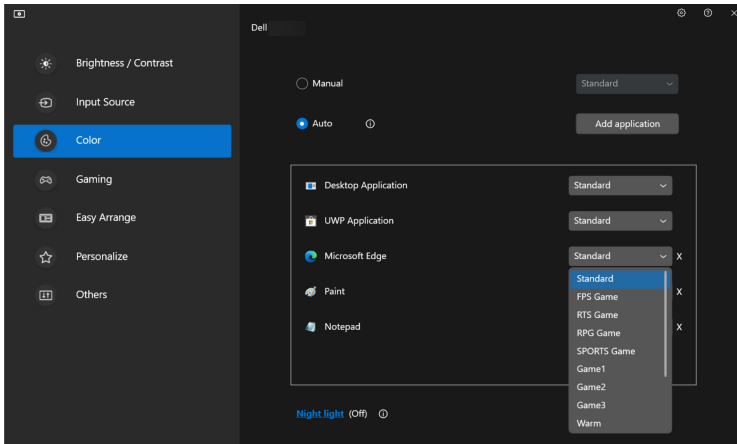 Dell
Brightness / Contrast
Input Source
Color
Gaming
Easy Arrange
Personalize
Others
Manual
Standard
Auto
Add application
Desktop Application
Standard
UWP Application
Standard
Microsoft Edge
Standard
X
Paint
X
Notepad
X
Standard
FPS Game
RTS Game
RPG Game
SPORTS Game
Game1
Game2
Game3
Warm
Night light (Off)